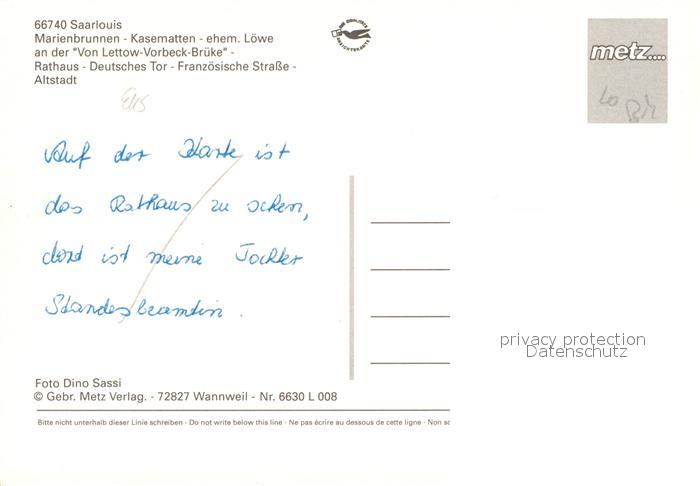 66740 Saarlouis
Marienbrunnen - Kasematten - ehem. Löwe
an der "Von Lettow-Vorbeck-Brüke" -
Rathaus - Deutsches Tor - Französische Straße -
Altstadt
metz....
Auf der Karte ist
das Rathaus zu sehen,
dort ist meine Tochter
Standesbeamtin.
privacy protection
Datenschutz
Foto Dino Sassi
© Gebr. Metz Verlag. - 72827 Wannweil - Nr. 6630 L 008
Bitte nicht unterhalb dieser Linie schreiben - Do not write below this line - Ne pas écrire au dessous de cette ligne - Non